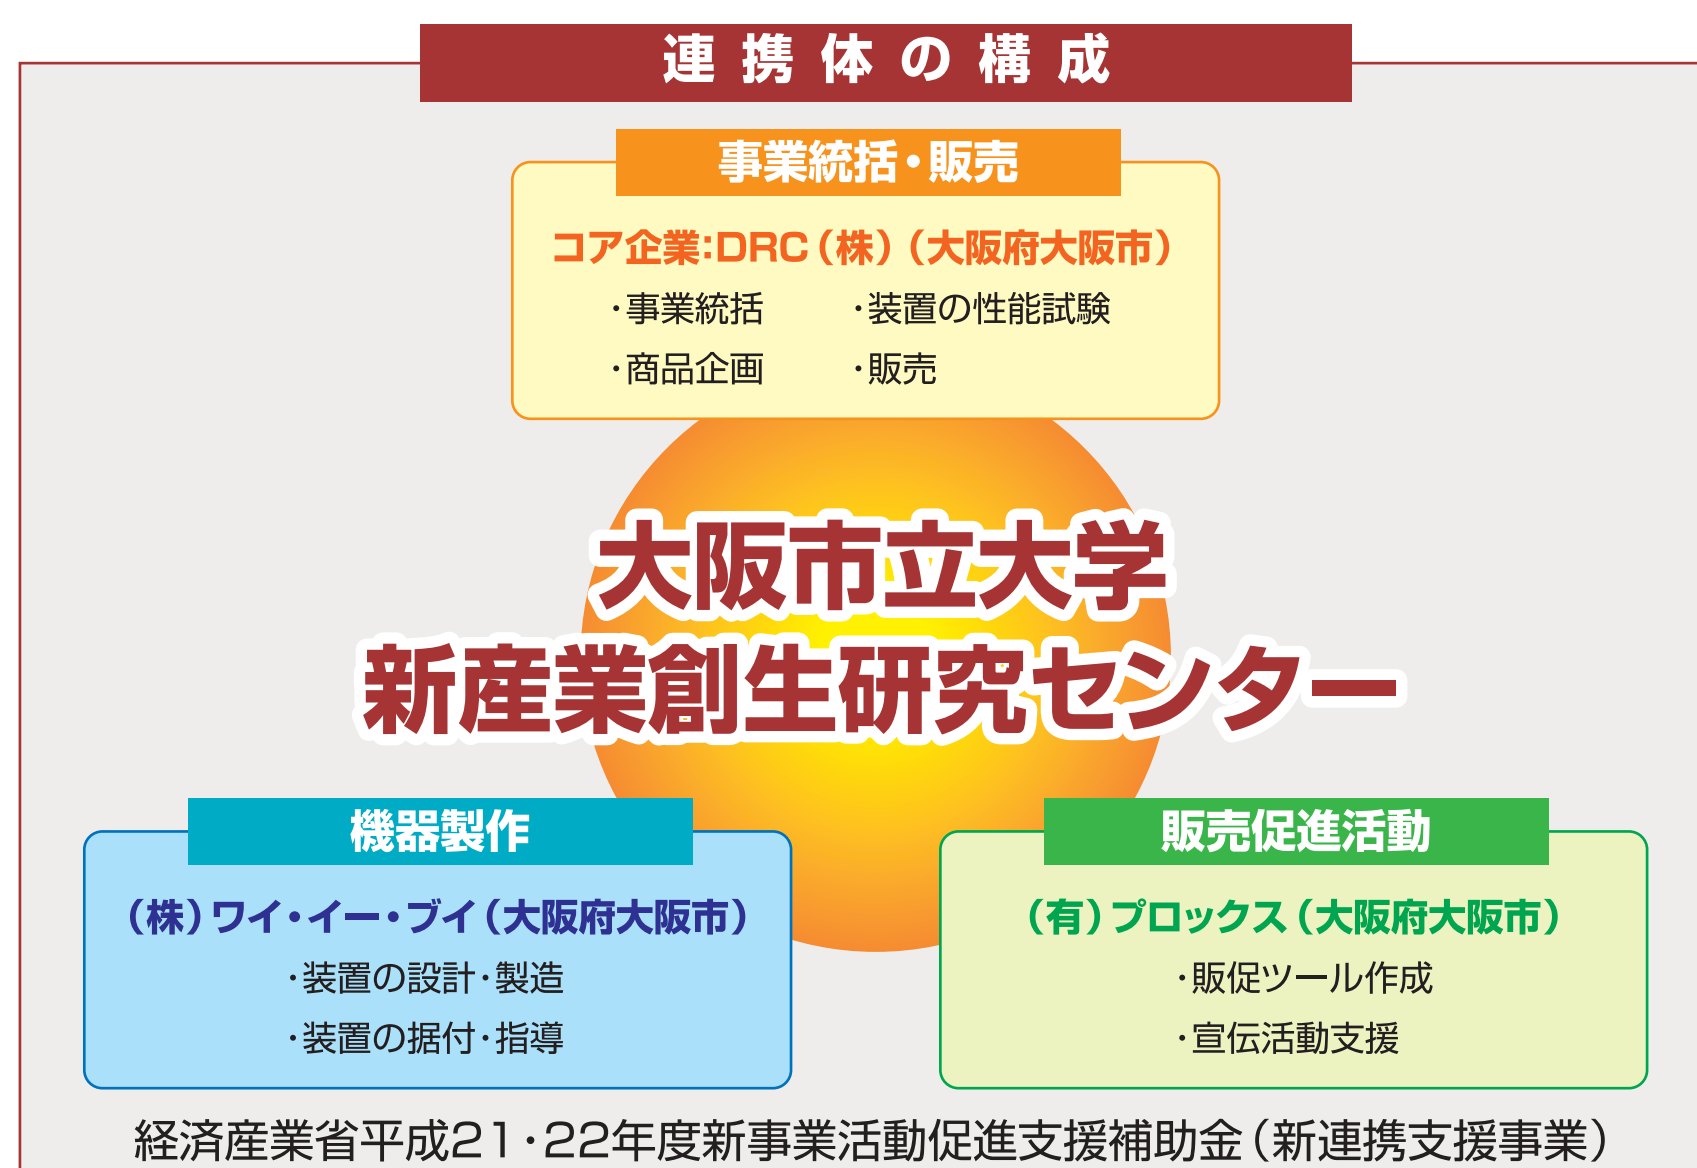 連携体の構成
事業統括・販売
コア企業:DRC(株)(大阪府大阪市)
・事業統括 ・装置の性能試験
・商品企画 ・販売
大阪市立大学
新産業創生研究センター
機器製作
(株)ワイ・イー・ブイ(大阪府大阪市)
・装置の設計・製造
・装置の据付・指導
販売促進活動
(有)プロックス(大阪府大阪市)
・販促ツール作成
・宣伝活動支援
経済産業省平成21・22年度新事業活動促進支援補助金(新連携支援事業)